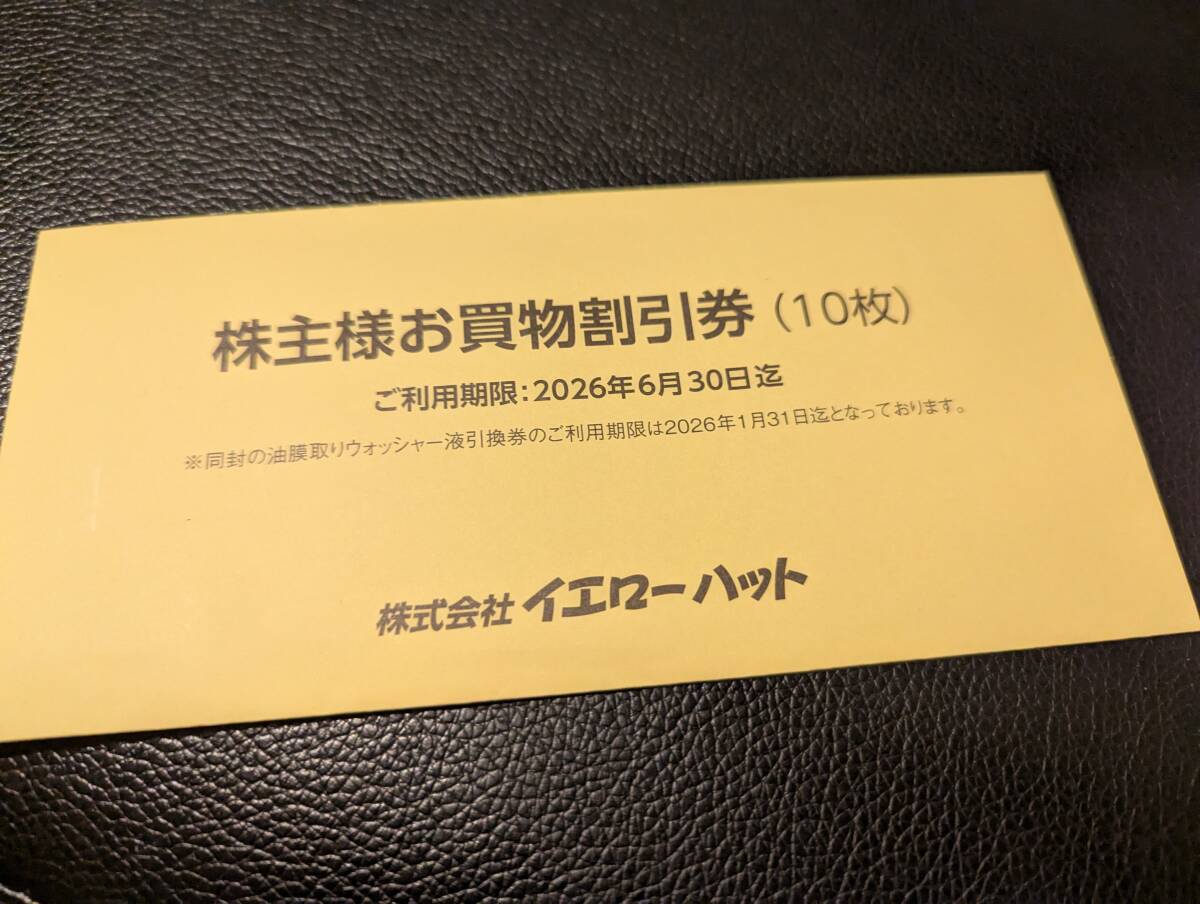 株主様お買物割引券（10枚）
ご利用期限：2026年6月30日迄
※同封の油膜取りウォッシャー液引換券のご利用期限は2026年1月31日迄となっております。
株式会社 イエローハット